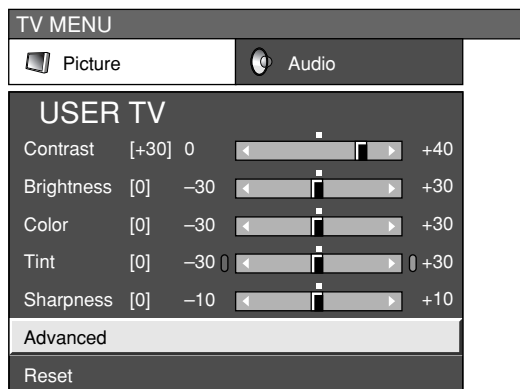 TV MENU
Picture Audio
USER TV
Contrast [+30] 0 +40
Brightness [0] –30 +30
Color [0] –30 +30
Tint [0] –30 +30
Sharpness [0] –10 +10
Advanced
Reset